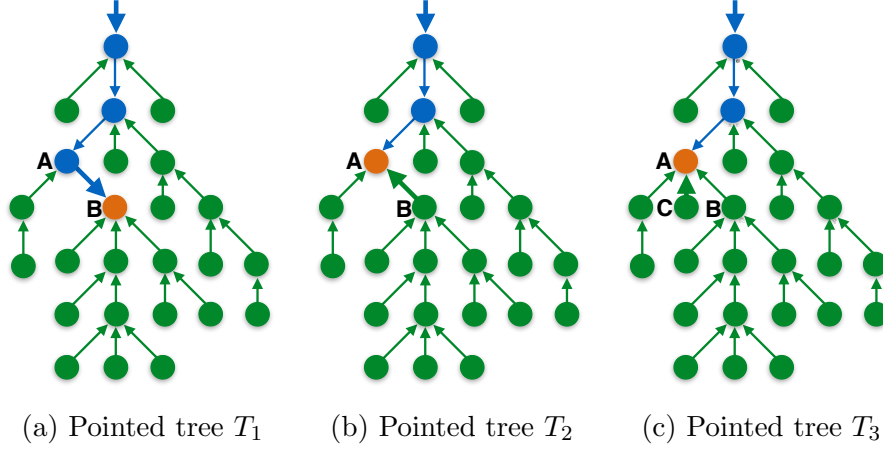 A
B
A
B
A
C B
(a) Pointed tree T₁ (b) Pointed tree T₂ (c) Pointed tree T₃